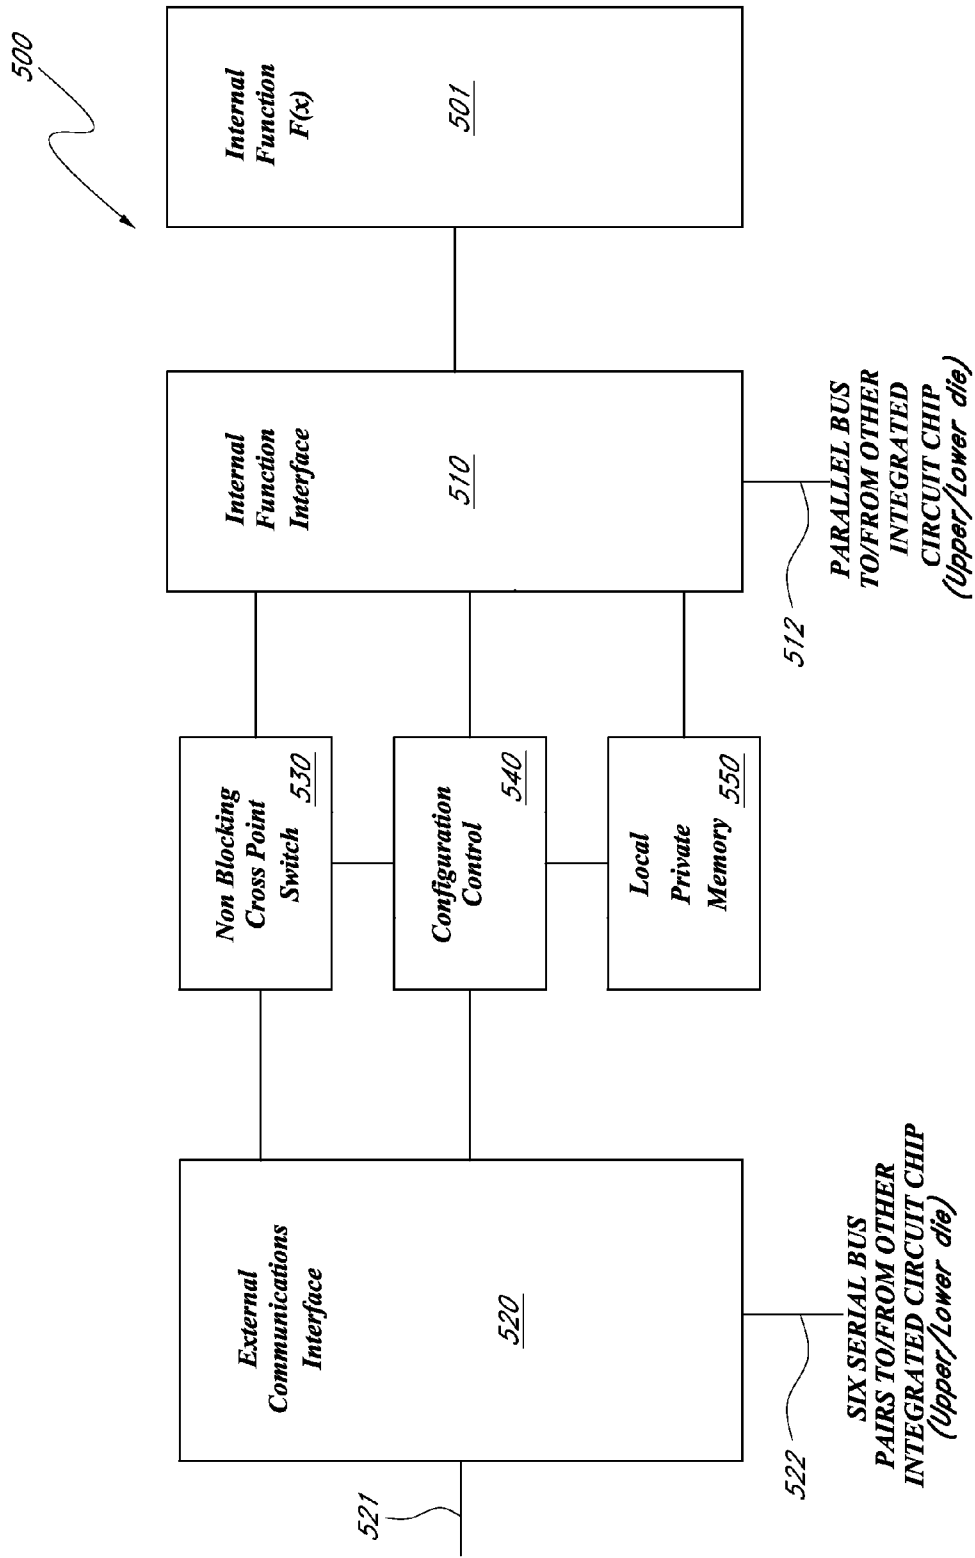 500
Internal
Function
F(x)
501
Internal
Function
Interface
510
PARALLEL BUS
TO/FROM OTHER
INTEGRATED
CIRCUIT CHIP
(Upper/Lower die)
512
Non Blocking
Cross Point
Switch
530
Configuration
Control
540
Local
Private
Memory
550
External
Communications
Interface
520
521
SIX SERIAL BUS
PAIRS TO/FROM OTHER
INTEGRATED CIRCUIT CHIP
(Upper/Lower die)
522